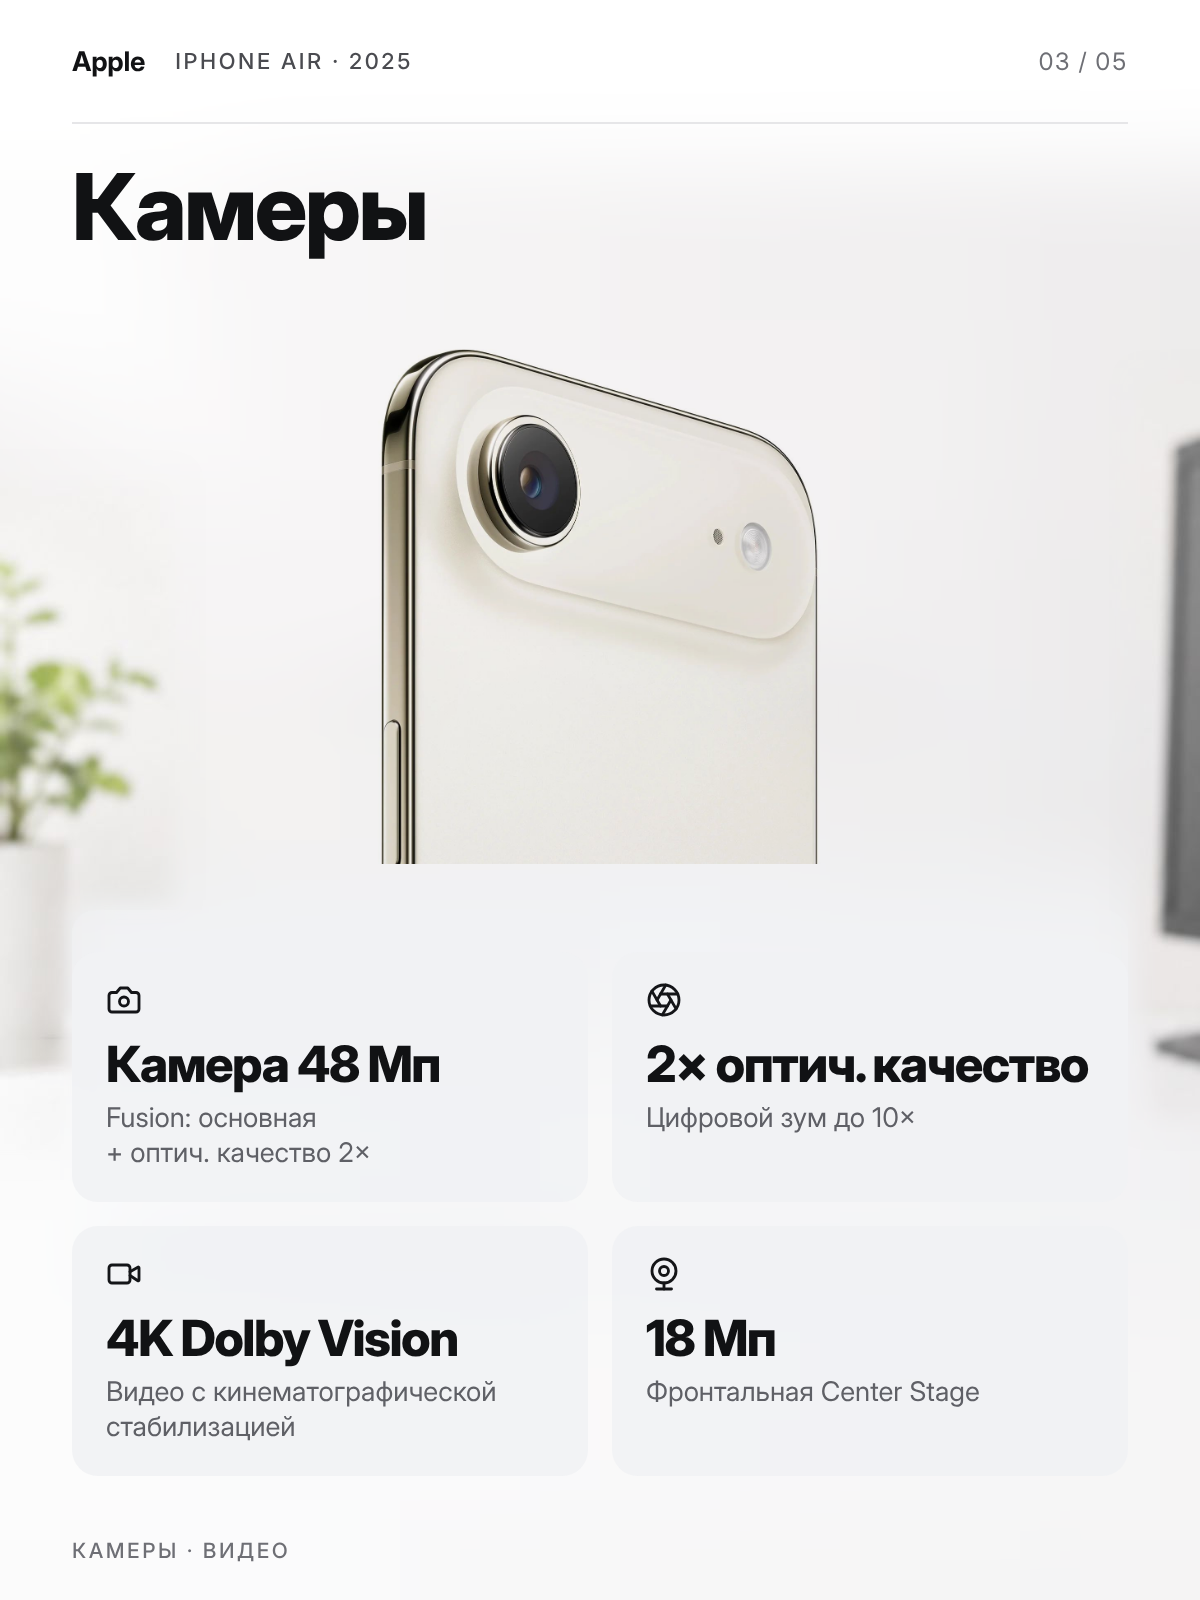 Apple IPHONE AIR · 2025 03 / 05
Камеры
Камера 48 Мп
Fusion: основная
+ оптич. качество 2×
2× оптич. качество
Цифровой зум до 10×
4K Dolby Vision
Видео с кинематографической
стабилизацией
18 Мп
Фронтальная Center Stage
КАМЕРЫ · ВИДЕО